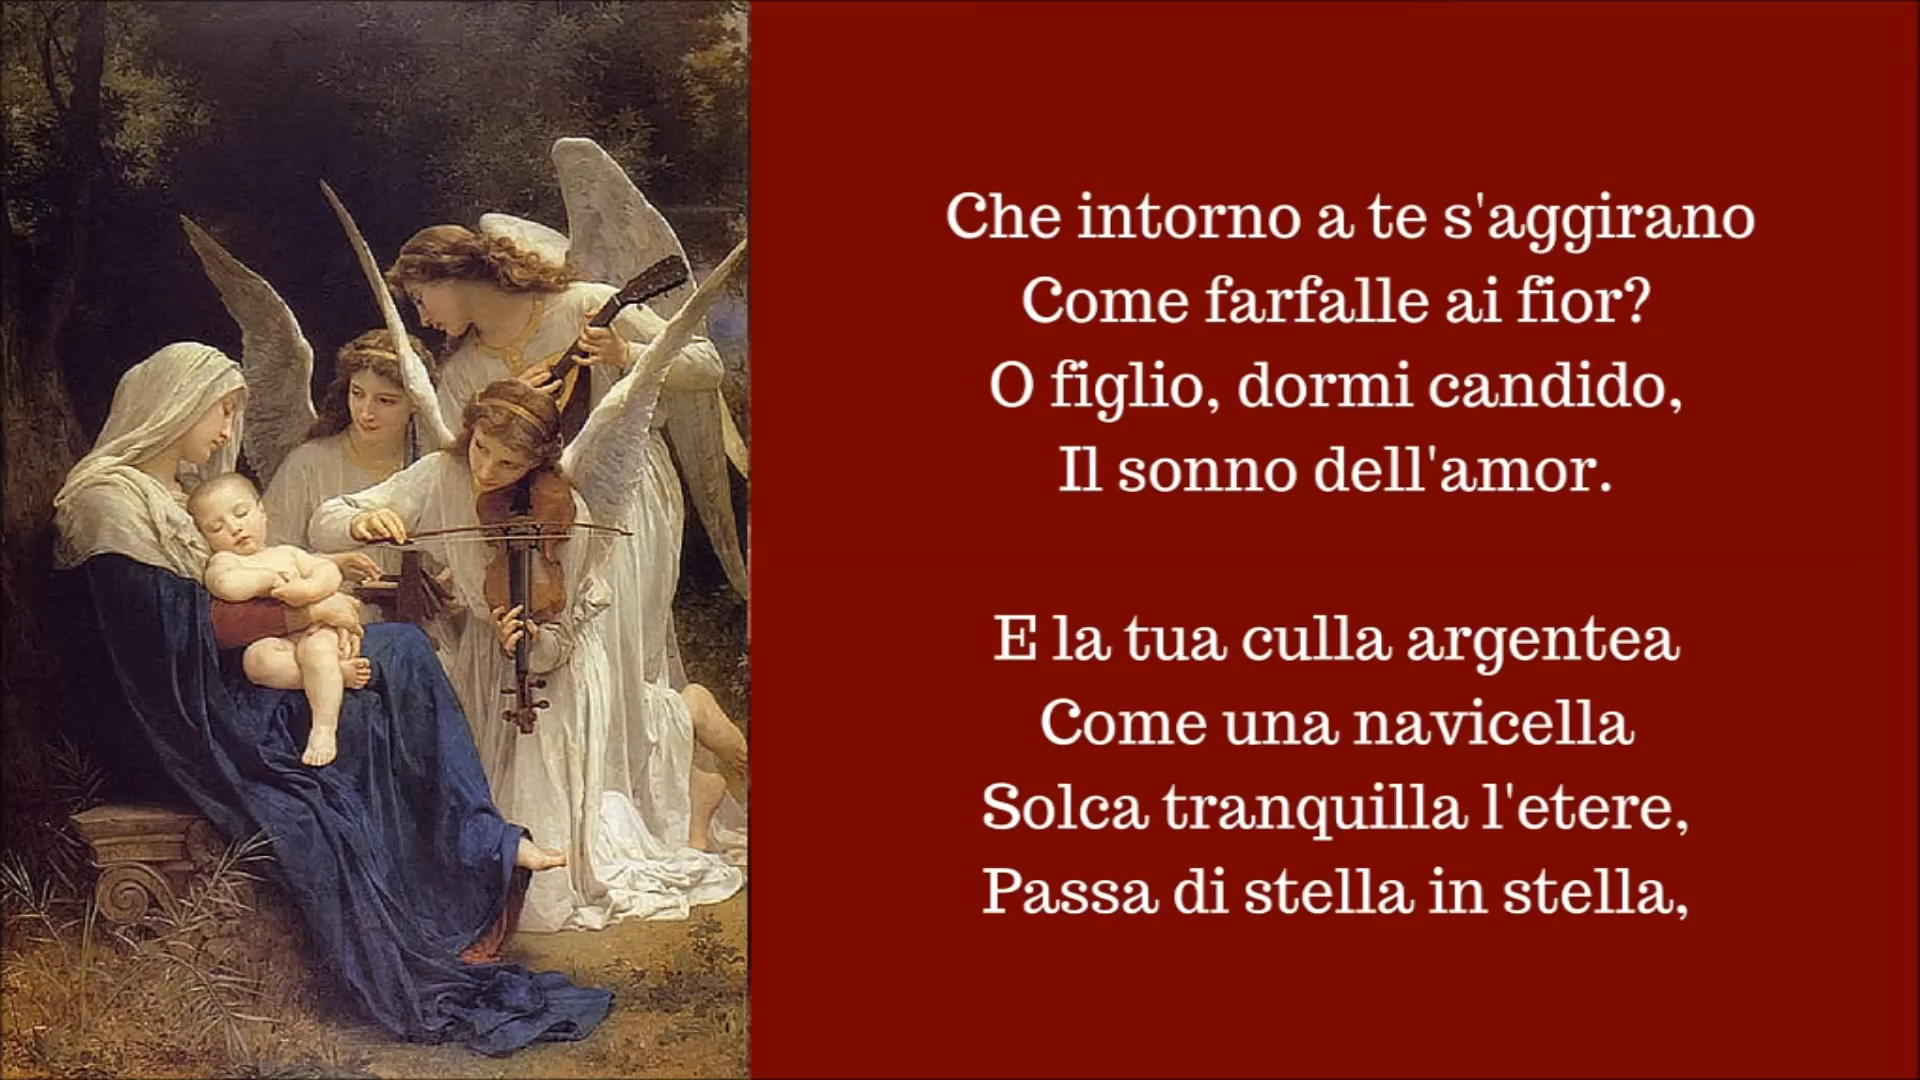 Che intorno a te s'aggirano
Come farfalle ai fior?
O figlio, dormi candido,
Il sonno dell'amor.
E la tua culla argentea
Come una navicella
Solca tranquilla l'etere,
Passa di stella in stella,